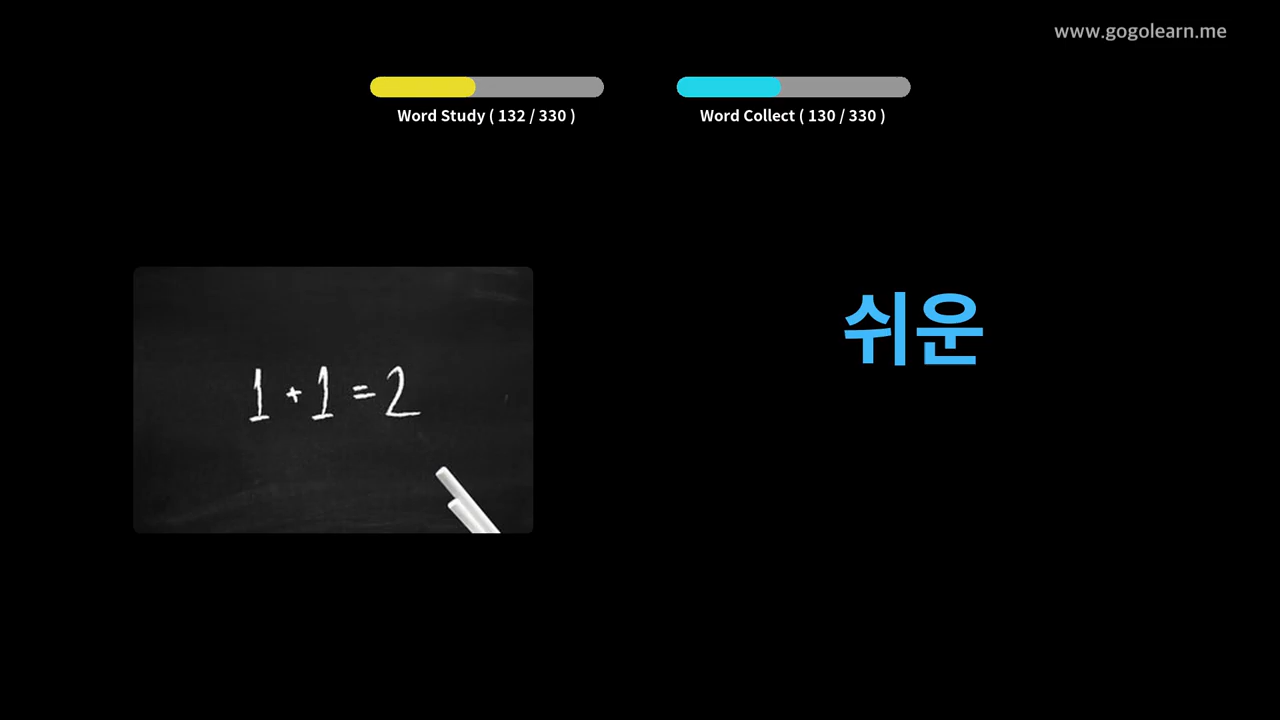 www.gogolearn.me
Word Study ( 132 / 330 )
Word Collect ( 130 / 330 )
1 + 1 = 2
쉬운